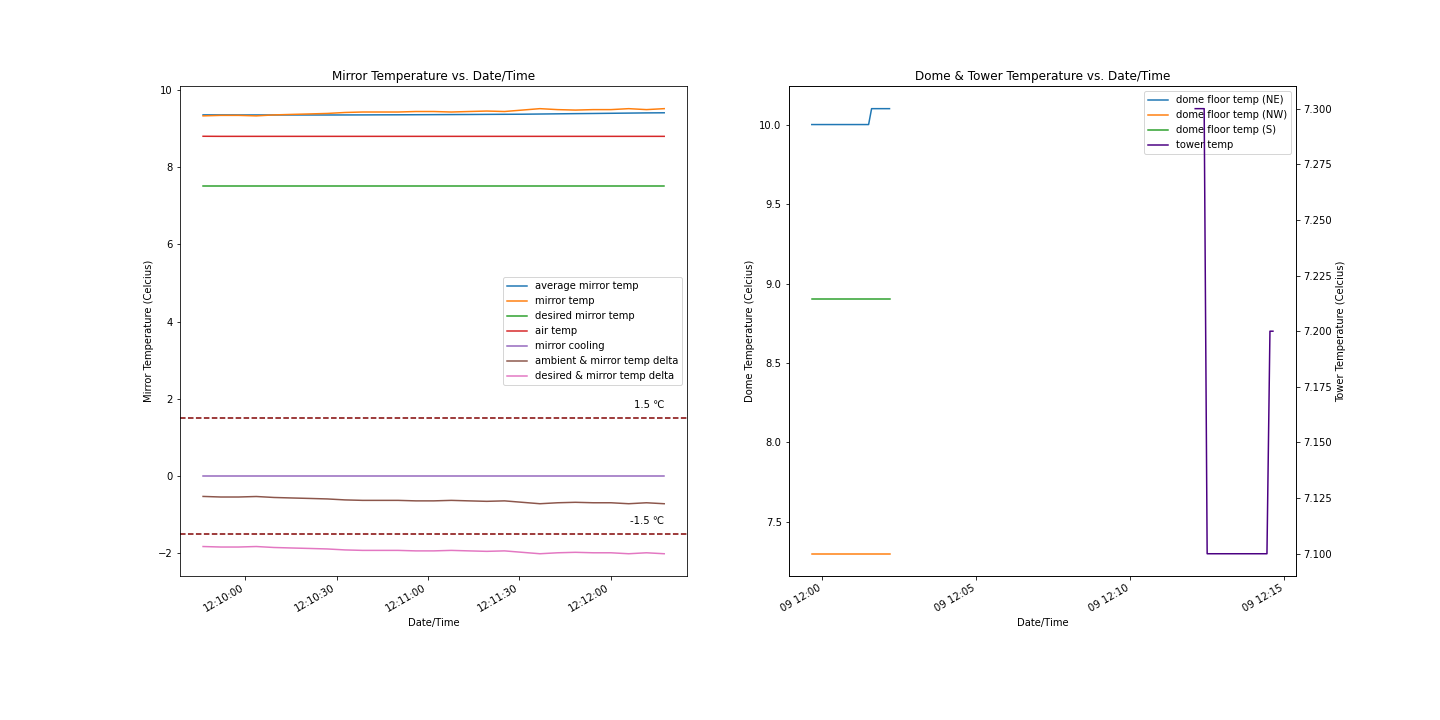 Mirror Temperature vs. Date/Time
10
8
6
4
2
0
−2
Mirror Temperature (Celcius)
average mirror temp
mirror temp
desired mirror temp
air temp
mirror cooling
ambient & mirror temp delta
desired & mirror temp delta
1.5 °C
-1.5 °C
12:10:00
12:10:30
12:11:00
12:11:30
12:12:00
Date/Time
Dome & Tower Temperature vs. Date/Time
10.0
9.5
9.0
8.5
8.0
7.5
Dome Temperature (Celcius)
dome floor temp (NE)
dome floor temp (NW)
dome floor temp (S)
tower temp
7.300
7.275
7.250
7.225
7.200
7.175
7.150
7.125
7.100
Tower Temperature (Celcius)
09 12:00
09 12:05
09 12:10
09 12:15
Date/Time